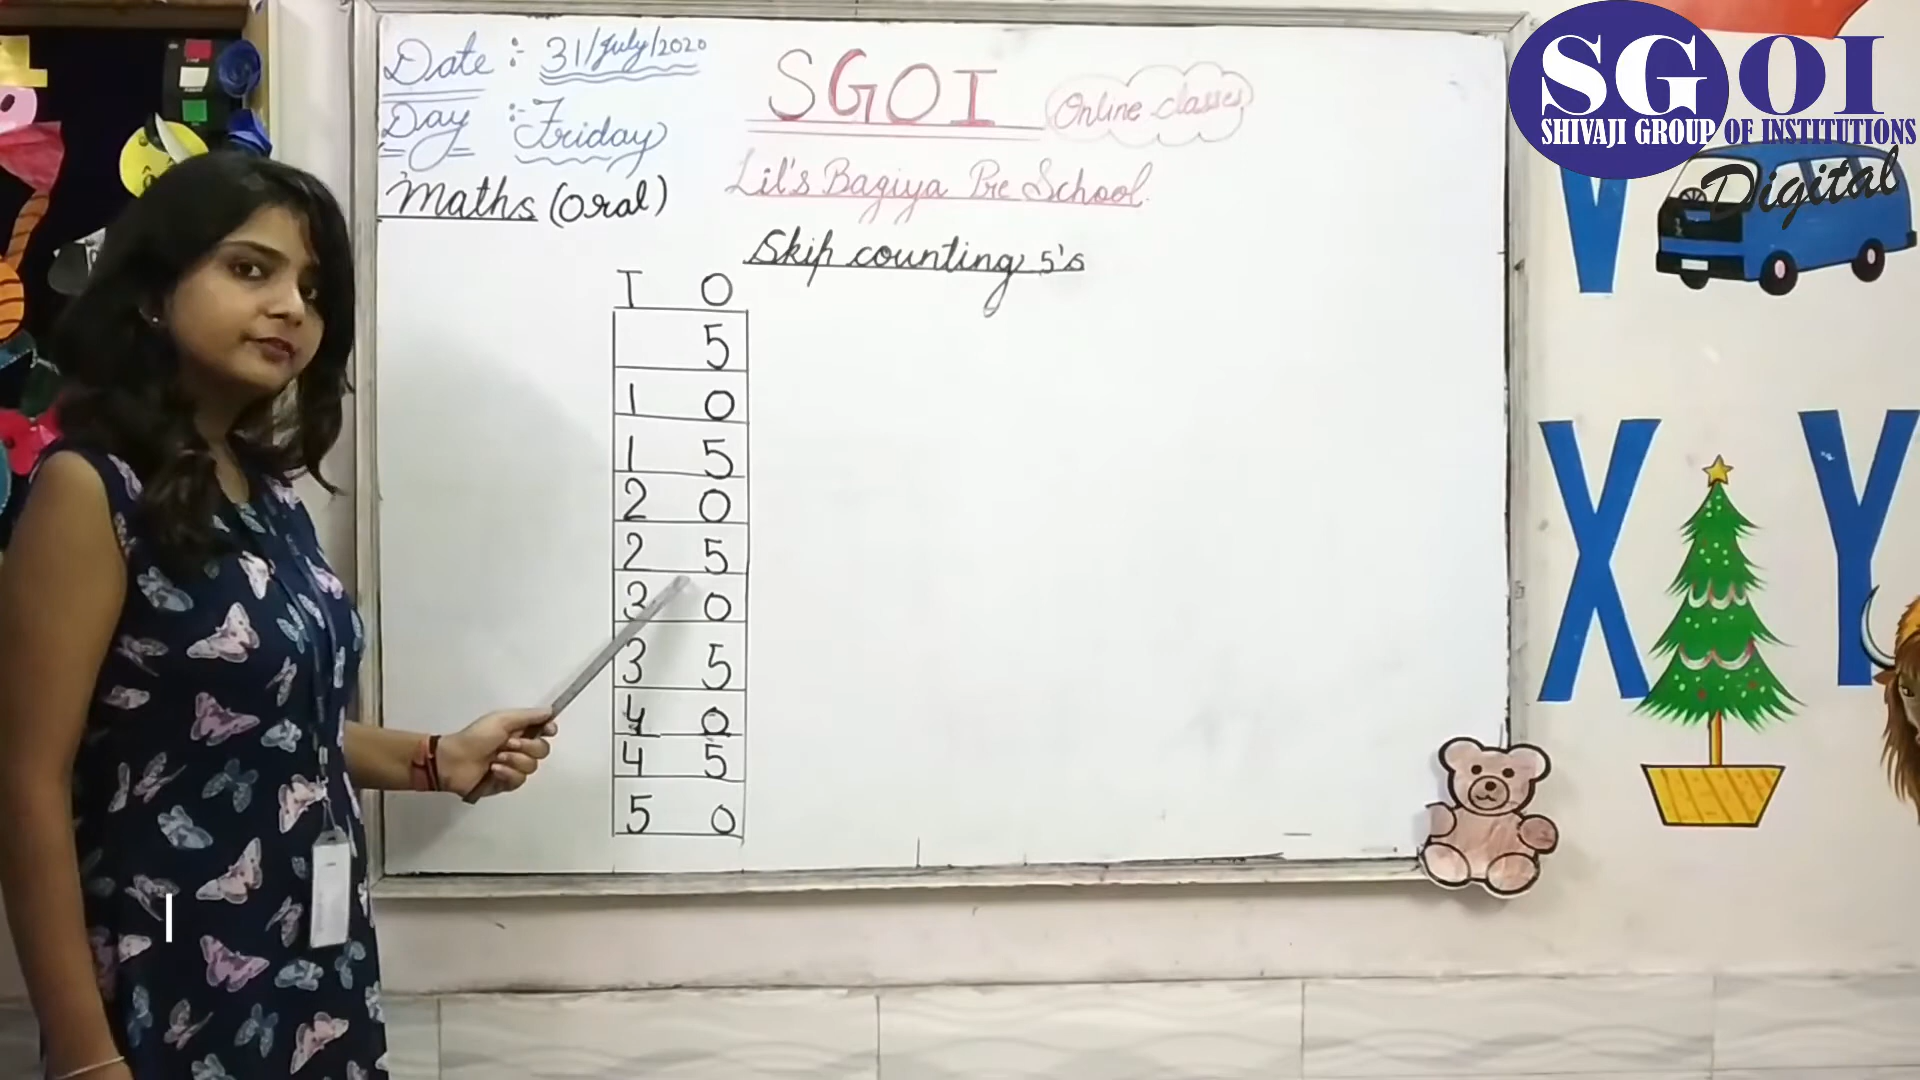 Date :- 31/July/2020
Day :- Friday
Maths (Oral)
SGOI
Online classes
Lil's Bagiya Pre School.
Skip counting 5's
T O
5
1 0
1 5
2 0
2 5
3 0
3 5
4 0
4 5
5 0
SGOI
SHIVAJI GROUP OF INSTITUTIONS
Digital
V
X Y